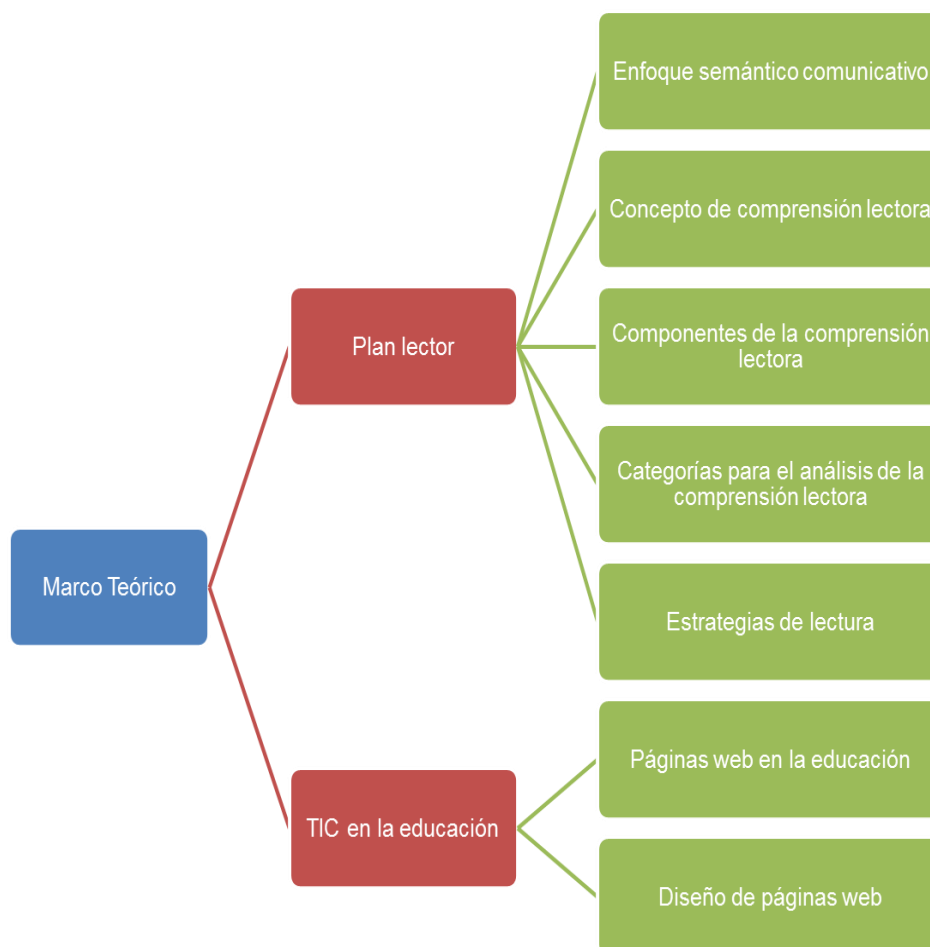 Marco Teórico
Plan lector
Enfoque semántico comunicativo
Concepto de comprensión lectora
Componentes de la comprensión
lectora
Categorías para el análisis de la
comprensión lectora
Estrategias de lectura
TIC en la educación
Páginas web en la educación
Diseño de páginas web